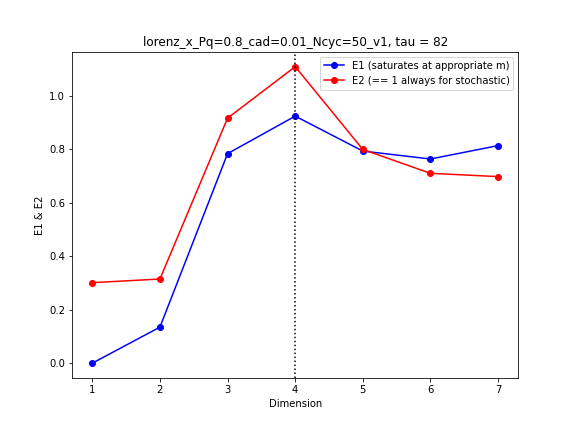 lorenz_x_Pq=0.8_cad=0.01_Ncyc=50_v1, tau = 82
E1 (saturates at appropriate m)
E2 (== 1 always for stochastic)
1.0
0.8
0.6
0.4
0.2
0.0
E1 & E2
1 2 3 4 5 6 7
Dimension